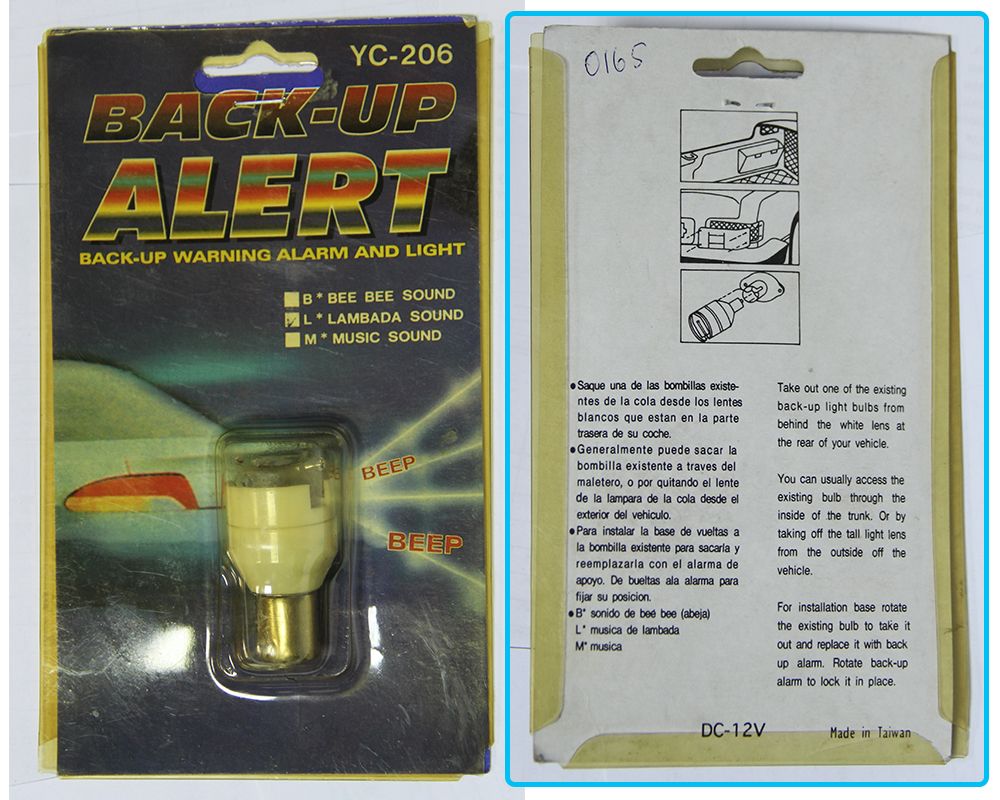 YC-206
BACK-UP
ALERT
BACK-UP WARNING ALARM AND LIGHT
B* BEE BEE SOUND
L* LAMBADA SOUND
M* MUSIC SOUND
BEEP
BEEP
0165
•Saque una de las bombillas existe-
ntes de la cola desde los lentes
blancos que estan en la parte
trasera de su coche.
•Generalmente puede sacar la
bombilla existente a traves del
maletero, o por quitando el lente
de la lampara de la cola desde el
exterior del vehiculo.
•Para instalar la base de vueltas a
la bombilla existente para sacarla y
reemplazarla con el alarma de
apoyo. De bueltas ala alarma para
fijar su posicion.
•B* sonido de beé bee (abeja)
L* musica de lambada
M* musica
Take out one of the existing
back-up light bulbs from
behind the white lens at
the rear of your vehicle.
You can usually access the
existing bulb through the
inside of the trunk. Or by
taking off the tall light lens
from the outside off the
vehicle.
For installation base rotate
the existing bulb to take it
out and replace it with back
up alarm. Rotate back-up
alarm to lock it in place.
DC-12V
Made in Taiwan